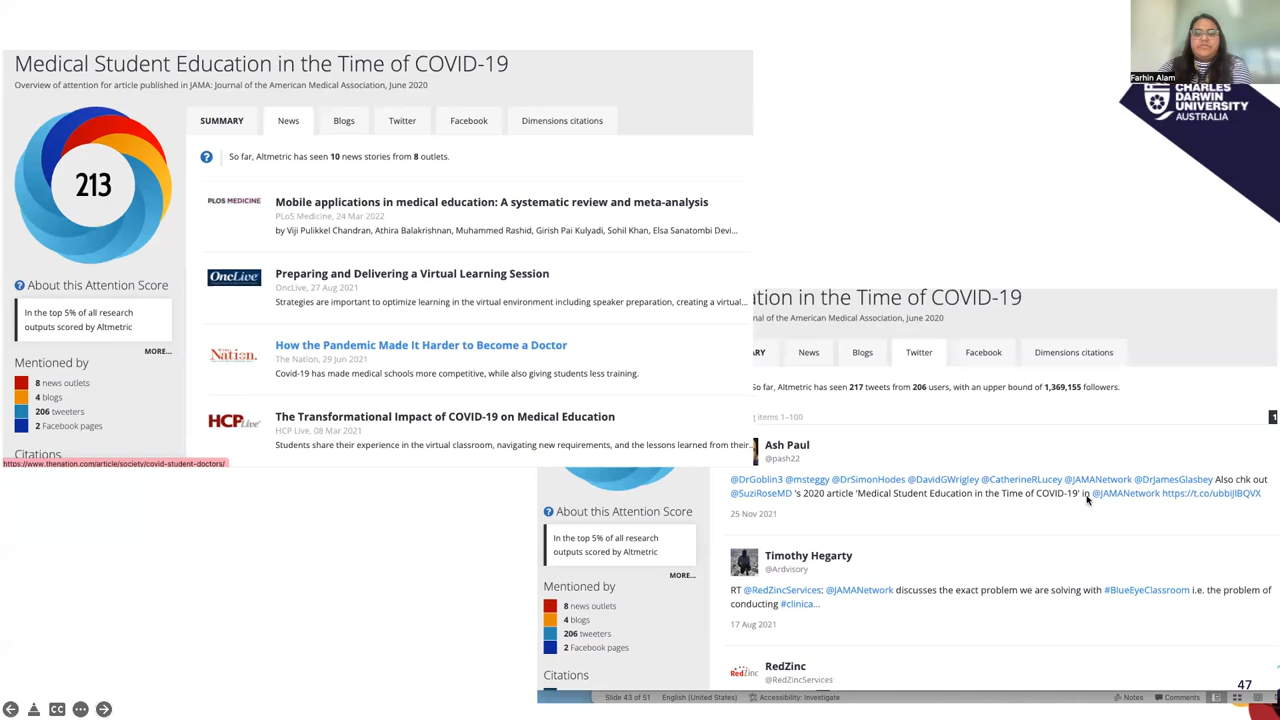 Farhin Alam
CHARLES
DARWIN
UNIVERSITY
AUSTRALIA
Medical Student Education in the Time of COVID-19
Overview of attention for article published in JAMA: Journal of the American Medical Association, June 2020
213
SUMMARY News Blogs Twitter Facebook Dimensions citations
? So far, Altmetric has seen 10 news stories from 8 outlets.
PLOS MEDICINE Mobile applications in medical education: A systematic review and meta-analysis
PLoS Medicine, 24 Mar 2022
by Viji Pulikkel Chandran, Athira Balakrishnan, Muhammed Rashid, Girish Pai Kulyadi, Sohil Khan, Elsa Sanatombi Devi...
OncLive Preparing and Delivering a Virtual Learning Session
OncLive, 27 Aug 2021
Strategies are important to optimize learning in the virtual environment including speaker preparation, creating a virtual...
The Nation. How the Pandemic Made It Harder to Become a Doctor
The Nation, 29 Jun 2021
Covid-19 has made medical schools more competitive, while also giving students less training.
HCPLive The Transformational Impact of COVID-19 on Medical Education
HCP Live, 08 Mar 2021
Students share their experience in the virtual classroom, navigating new requirements, and the lessons learned from their...
? About this Attention Score
In the top 5% of all research
outputs scored by Altmetric
MORE...
Mentioned by
8 news outlets
4 blogs
206 tweeters
2 Facebook pages
Citations
https://www.thenation.com/article/society/covid-student-doctors/
ation in the Time of COVID-19
nal of the American Medical Association, June 2020
ARY News Blogs Twitter Facebook Dimensions citations
So far, Altmetric has seen 217 tweets from 206 users, with an upper bound of 1,369,155 followers.
g items 1–100 1
Ash Paul
@pash22
@DrGoblin3 @msteggy @DrSimonHodes @DavidGWrigley @CatherineRLucey @JAMANetwork @DrJamesGlasbey Also chk out
@SuziRoseMD 's 2020 article 'Medical Student Education in the Time of COVID-19' in @JAMANetwork https://t.co/ubbiJlBQVX
25 Nov 2021
Timothy Hegarty
@Ardvisory
RT @RedZincServices: @JAMANetwork discusses the exact problem we are solving with #BlueEyeClassroom i.e. the problem of
conducting #clinica...
17 Aug 2021
RedZinc RedZinc
@RedZincServices
? About this Attention Score
In the top 5% of all research
outputs scored by Altmetric
MORE...
Mentioned by
8 news outlets
4 blogs
206 tweeters
2 Facebook pages
Citations
47
Slide 43 of 51 English (United States) Accessibility: Investigate Notes Comments
CC